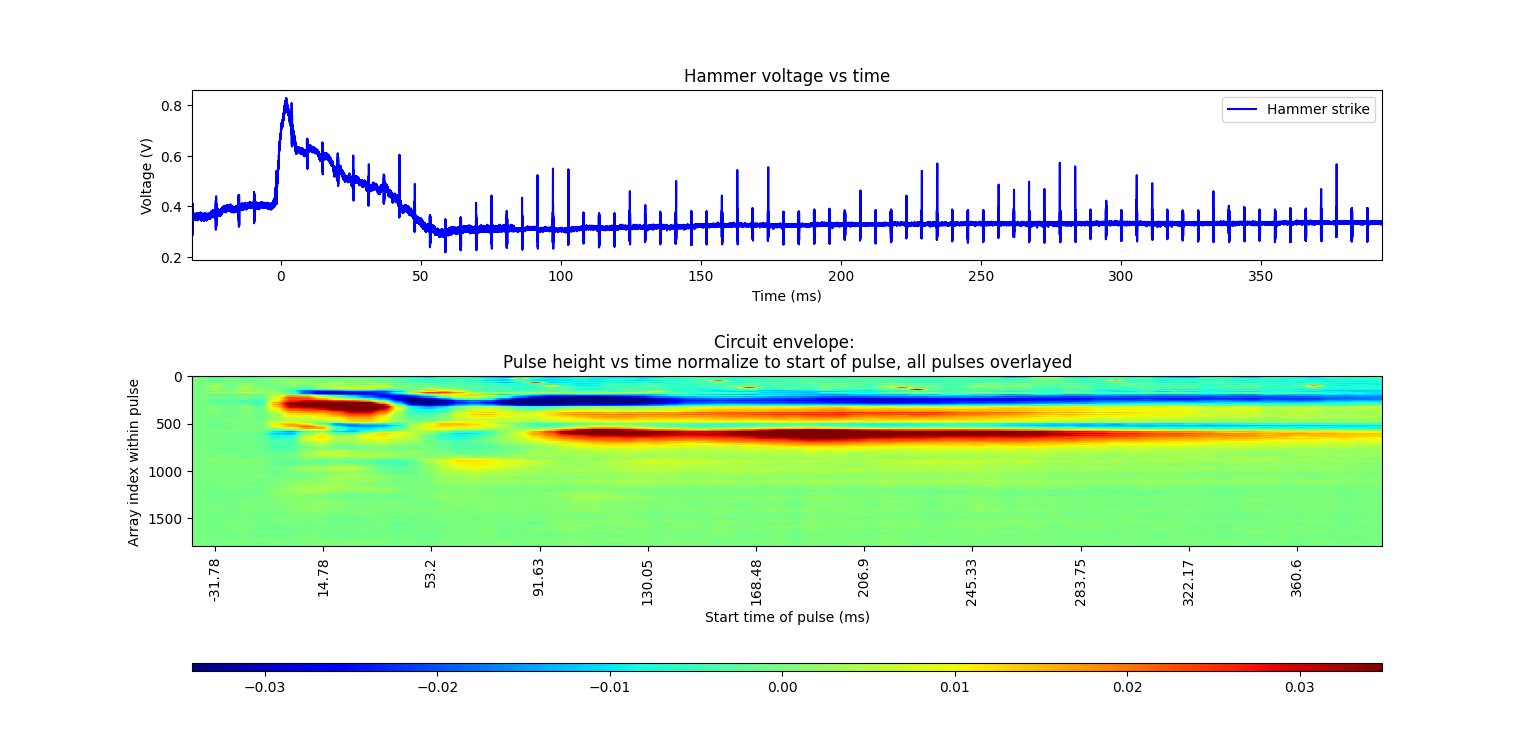 Hammer voltage vs time
Voltage (V)
0.8
0.6
0.4
0.2
Hammer strike
0 50 100 150 200 250 300 350
Time (ms)
Circuit envelope:
Pulse height vs time normalize to start of pulse, all pulses overlayed
Array index within pulse
0
500
1000
1500
-31.78 14.78 53.2 91.63 130.05 168.48 206.9 245.33 283.75 322.17 360.6
Start time of pulse (ms)
−0.03 −0.02 −0.01 0.00 0.01 0.02 0.03